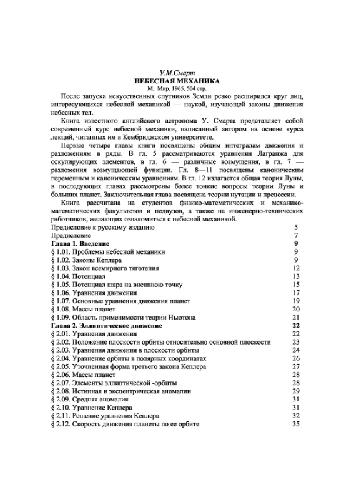 У.М.Смарт
НЕБЕСНАЯ МЕХАНИКА
М.: Мир, 1965, 504 стр.
После запуска искусственных спутников Земли резко расширился круг лиц,
интересующихся небесной механикой — наукой, изучающей законы движения
небесных тел.
Книга известного английского астронома У. Смарта представляет собой
современный курс небесной механики, написанный автором на основе курса
лекций, читанных им в Кембриджском университете.
Первые четыре главы книги посвящены общим интегралам движения и
разложениям в ряды. В гл. 5 рассматриваются уравнения Лагранжа для
оскулирующих элементов, в гл. 6 — различные возмущения, в гл. 7 —
разложения возмущающей функции. Гл. 8—11 посвящены каноническим
переменным и каноническим уравнениям. В гл. 12 излагается общая теория Луны,
в последующих главах рассмотрены более тонкие вопросы теории Луны и
больших планет. Заключительная глава посвящена теории нутации и прецессии.
Книга рассчитана на студентов физико-математических и механико-
математических факультетов и педвузов, а также на инженерно-технических
работников, желающих ознакомиться с небесной механикой.
Предисловие к русскому изданию 5
Предисловие 7
Глава 1. Введение 9
§ 1.01. Проблемы небесной механики 9
§ 1.02. Законы Кеплера 9
§ 1.03. Закон всемирного тяготения 12
§ 1.04. Потенциал 13
§ 1.05. Потенциал шара на внешнюю точку 15
§ 1.06. Уравнения движения 17
§ 1.07. Основные уравнения движения планет 19
§ 1.08. Массы планет 20
§ 1.09. Область применимости теории Ньютона 21
Глава 2. Эллиптическое движение 22
§ 2.01. Уравнения движения 22
§ 2.02. Положение плоскости орбиты относительно основной плоскости 23
§ 2.03. Уравнения движения в плоскости орбиты 24
§ 2.04. Уравнение орбиты в полярных координатах 26
§ 2.05. Уточненная форма третьего закона Кеплера 27
§ 2.06. Массы планет 28
§ 2.07. Элементы эллиптической -орбиты 28
§ 2.08. Истинная и эксцентрическая аномалии 29
§ 2.09. Средняя аномалия 31
§ 2.10. Уравнение Кеплера 31
§ 2.11. Решение уравнения Кеплера 32
§ 2.12. Скорость движения планеты по ее орбите 35